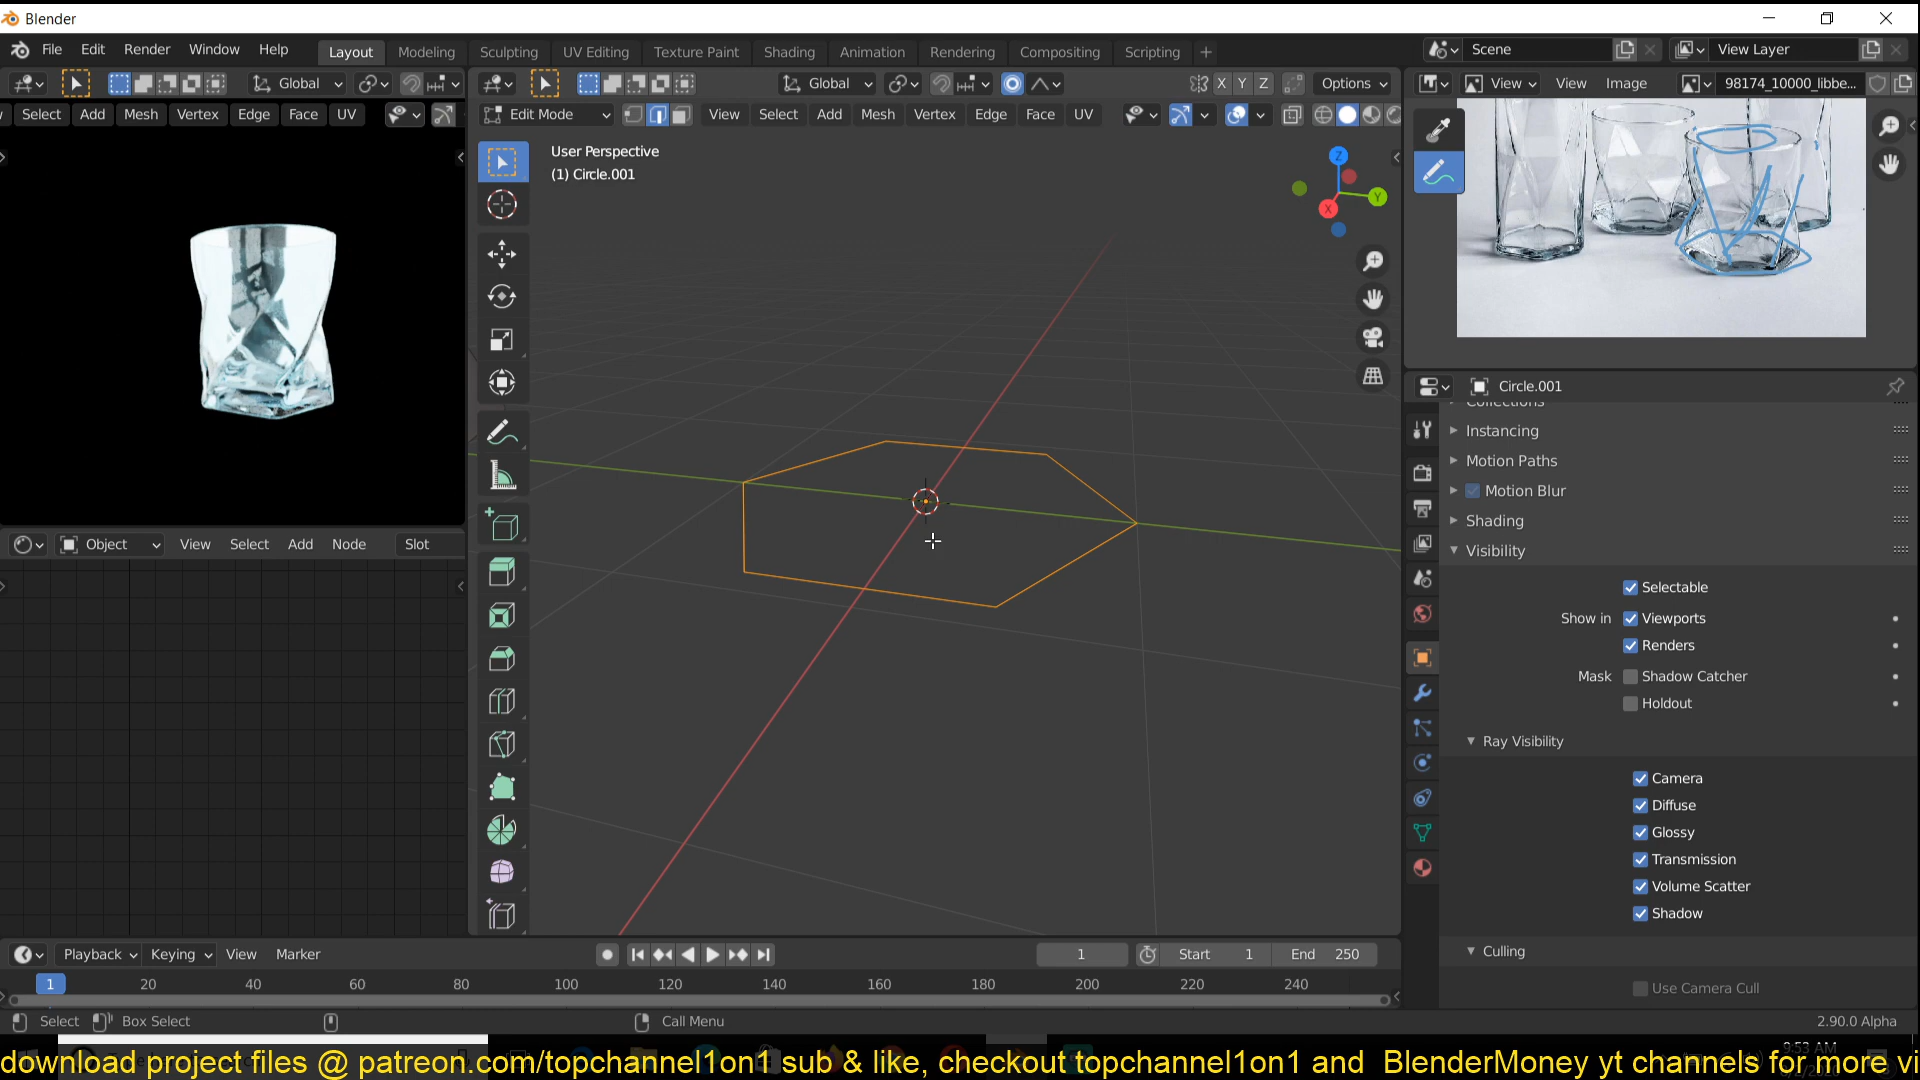 Blender
File Edit Render Window Help Layout Modeling Sculpting UV Editing Texture Paint Shading Animation Rendering Compositing Scripting + Scene View Layer
Global Global X Y Z Options View View Image 98174_10000_libbe...
Select Add Mesh Vertex Edge Face UV Edit Mode View Select Add Mesh Vertex Edge Face UV
User Perspective
(1) Circle.001
Z
Y
X
Circle.001
Collections
Instancing
Motion Paths
Motion Blur
Shading
Visibility
Object View Select Add Node Slot
Selectable
Show in Viewports
Renders
Mask Shadow Catcher
Holdout
Ray Visibility
Camera
Diffuse
Glossy
Transmission
Volume Scatter
Shadow
Culling
Use Camera Cull
Playback Keying View Marker 1 Start 1 End 250
1 20 40 60 80 100 120 140 160 180 200 220 240
Select Box Select Call Menu 2.90.0 Alpha
9:53 AM
download project files @ patreon.com/topchannel1on1 sub & like, checkout topchannel1on1 and BlenderMoney yt channels for more vi